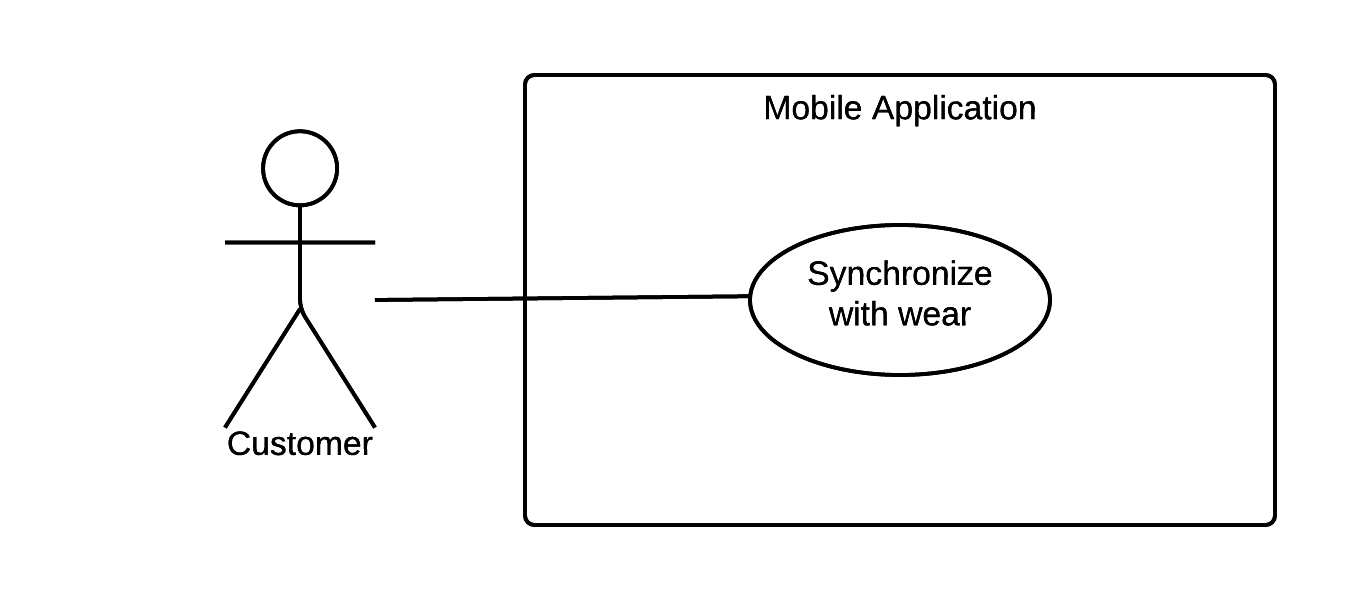 Mobile Application
Synchronize
with wear
Customer